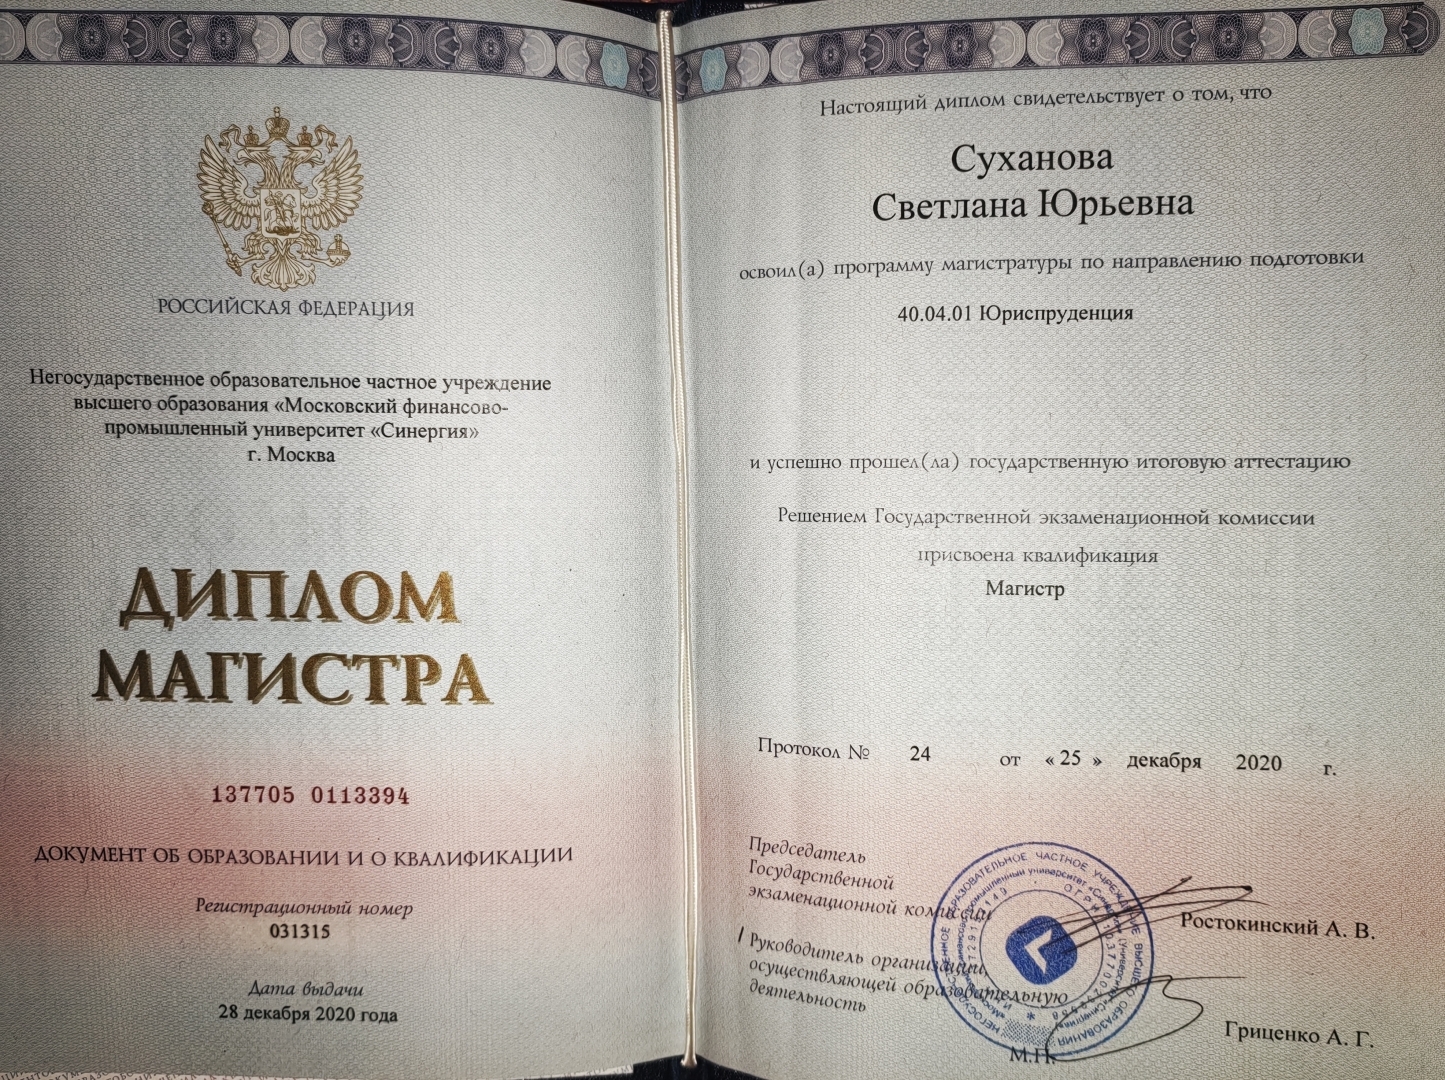 РОССИЙСКАЯ ФЕДЕРАЦИЯ
Негосударственное образовательное частное учреждение
высшего образования «Московский финансово-
промышленный университет «Синергия»
г. Москва
ДИПЛОМ
МАГИСТРА
137705 0113394
ДОКУМЕНТ ОБ ОБРАЗОВАНИИ И О КВАЛИФИКАЦИИ
Регистрационный номер
031315
Дата выдачи
28 декабря 2020 года
Настоящий диплом свидетельствует о том, что
Суханова
Светлана Юрьевна
освоил(а) программу магистратуры по направлению подготовки
40.04.01 Юриспруденция
и успешно прошел(ла) государственную итоговую аттестацию
Решением Государственной экзаменационной комиссии
присвоена квалификация
Магистр
Протокол № 24 от « 25 » декабря 2020 г.
Председатель
Государственной
экзаменационной комиссии
Ростокинский А. В.
Руководитель организации,
осуществляющей образовательную
деятельность
Гриценко А. Г.
М.П.